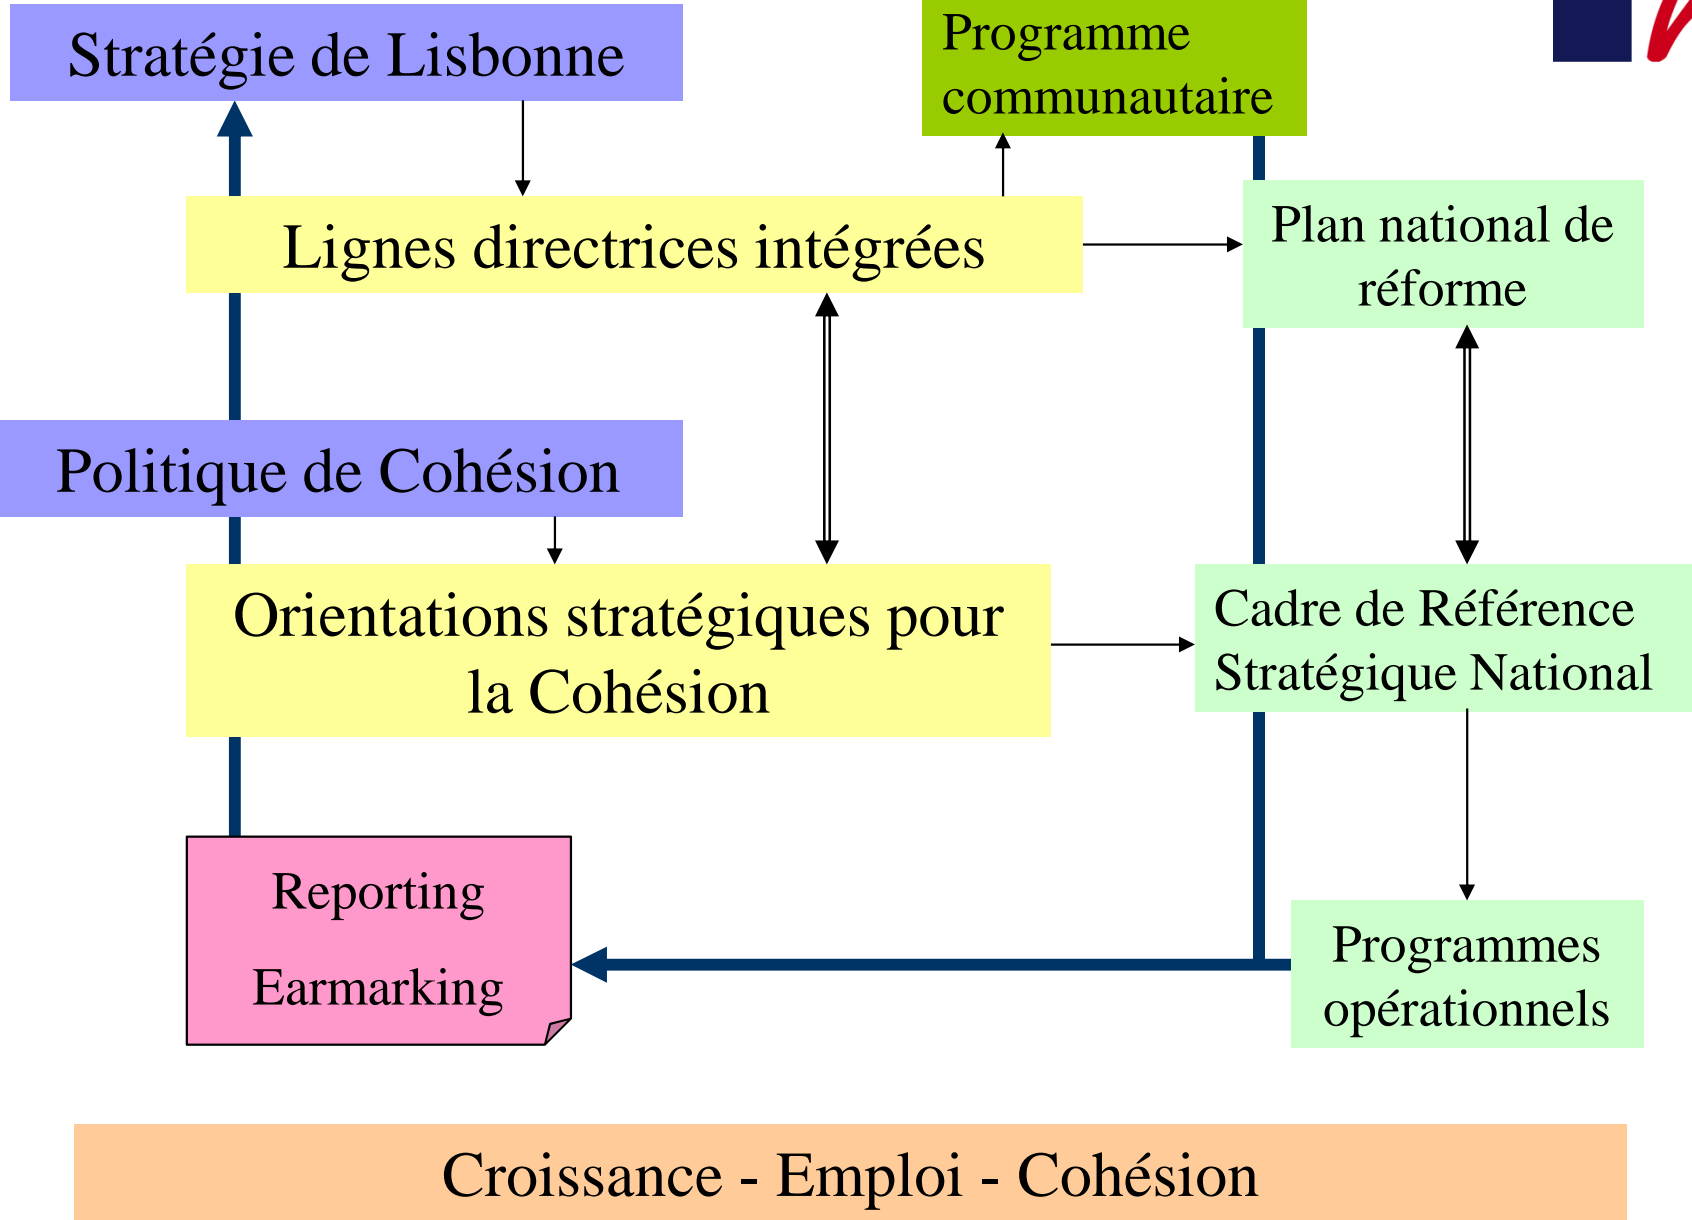 Stratégie de Lisbonne
Programme
communautaire
Lignes directrices intégrées
Plan national de
réforme
Politique de Cohésion
Orientations stratégiques pour
la Cohésion
Cadre de Référence
Stratégique National
Reporting
Earmarking
Programmes
opérationnels
Croissance - Emploi - Cohésion